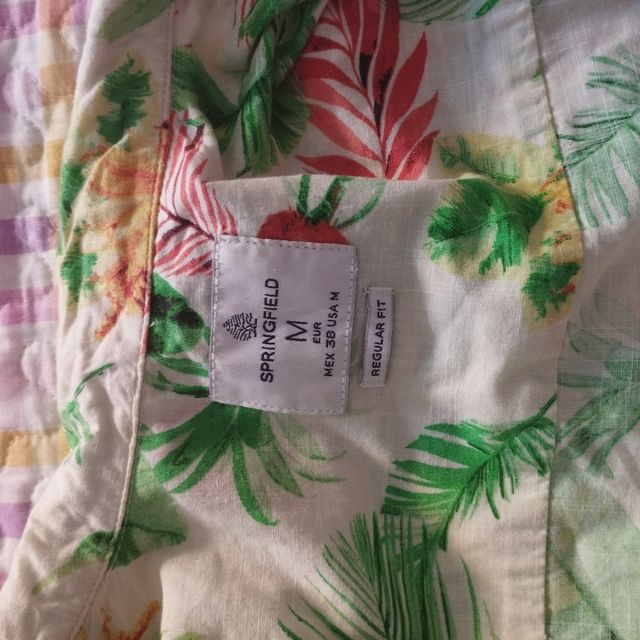 SPRINGFIELD
M
EUR
MEX 38 USA M
REGULAR FIT